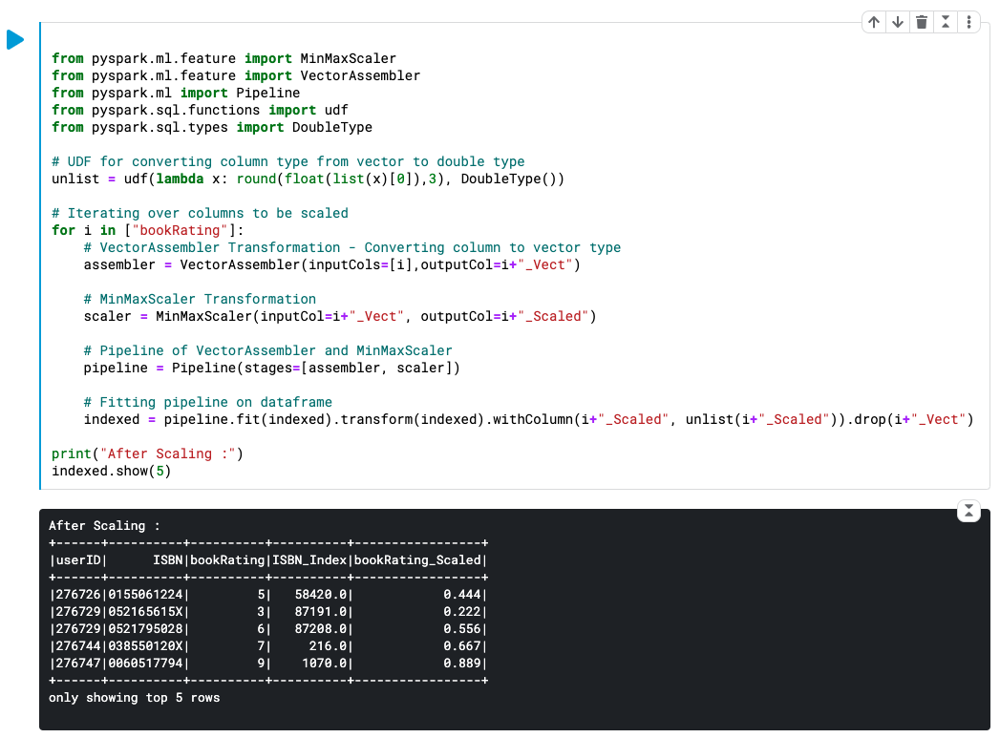 from pyspark.ml.feature import MinMaxScaler
from pyspark.ml.feature import VectorAssembler
from pyspark.ml import Pipeline
from pyspark.sql.functions import udf
from pyspark.sql.types import DoubleType

# UDF for converting column type from vector to double type
unlist = udf(lambda x: round(float(list(x)[0]),3), DoubleType())

# Iterating over columns to be scaled
for i in ["bookRating"]:
    # VectorAssembler Transformation - Converting column to vector type
    assembler = VectorAssembler(inputCols=[i],outputCol=i+"_Vect")

    # MinMaxScaler Transformation
    scaler = MinMaxScaler(inputCol=i+"_Vect", outputCol=i+"_Scaled")

    # Pipeline of VectorAssembler and MinMaxScaler
    pipeline = Pipeline(stages=[assembler, scaler])

    # Fitting pipeline on dataframe
    indexed = pipeline.fit(indexed).transform(indexed).withColumn(i+"_Scaled", unlist(i+"_Scaled")).drop(i+"_Vect")

print("After Scaling :")
indexed.show(5)

After Scaling :
+------+----------+----------+----------+-----------------+
|userID|      ISBN|bookRating|ISBN_Index|bookRating_Scaled|
+------+----------+----------+----------+-----------------+
|276726|0155061224|         5|   58420.0|            0.444|
|276729|052165615X|         3|   87191.0|            0.222|
|276729|0521795028|         6|   87208.0|            0.556|
|276744|038550120X|         7|     216.0|            0.667|
|276747|0060517794|         9|    1070.0|            0.889|
+------+----------+----------+----------+-----------------+
only showing top 5 rows